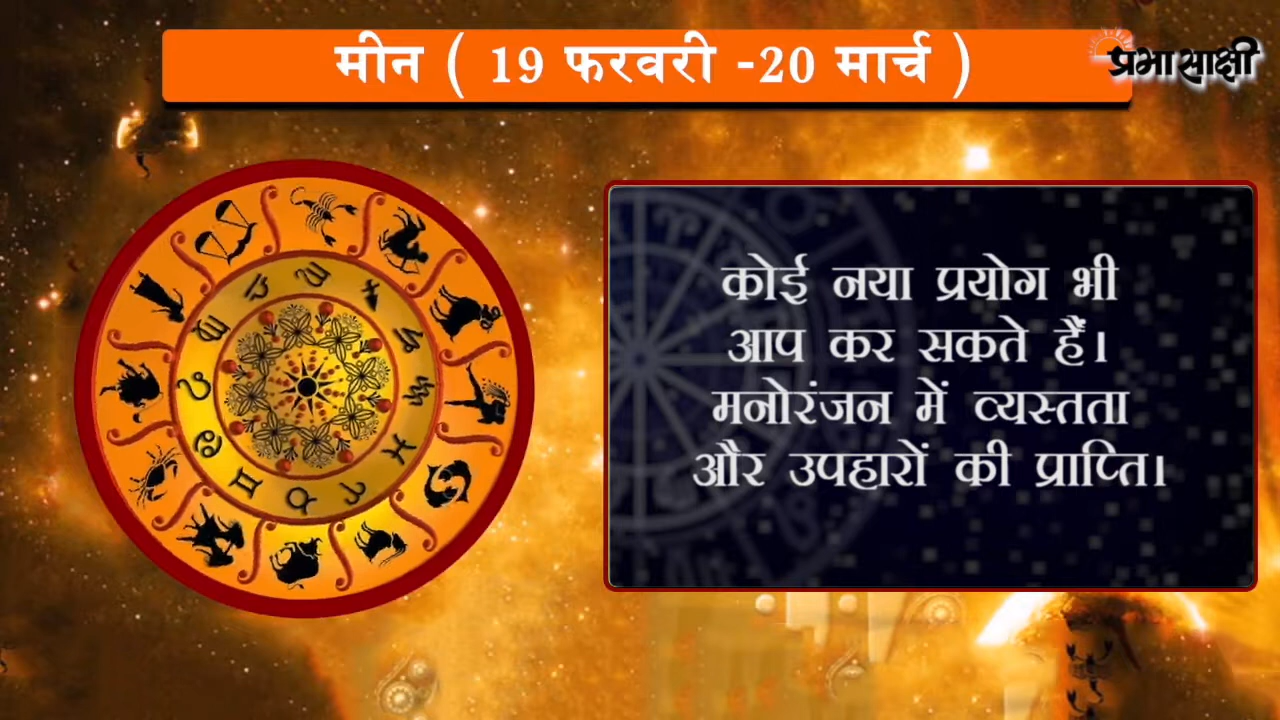 मीन ( 19 फरवरी -20 मार्च )
प्रभासाक्षी
कोई नया प्रयोग भी
आप कर सकते हैं।
मनोरंजन में व्यस्तता
और उपहारों की प्राप्ति।